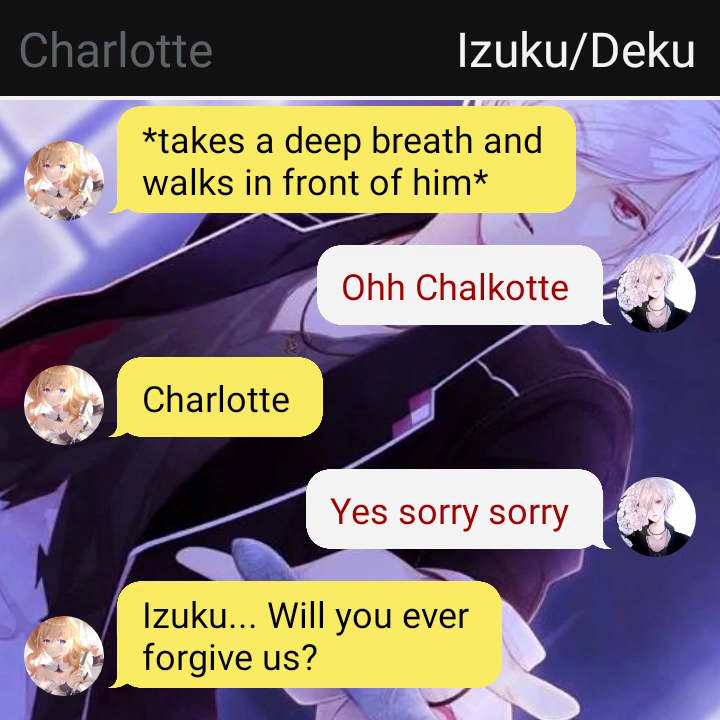 Charlotte
Izuku/Deku
*takes a deep breath and
walks in front of him*
Ohh Chalkotte
Charlotte
Yes sorry sorry
Izuku... Will you ever
forgive us?